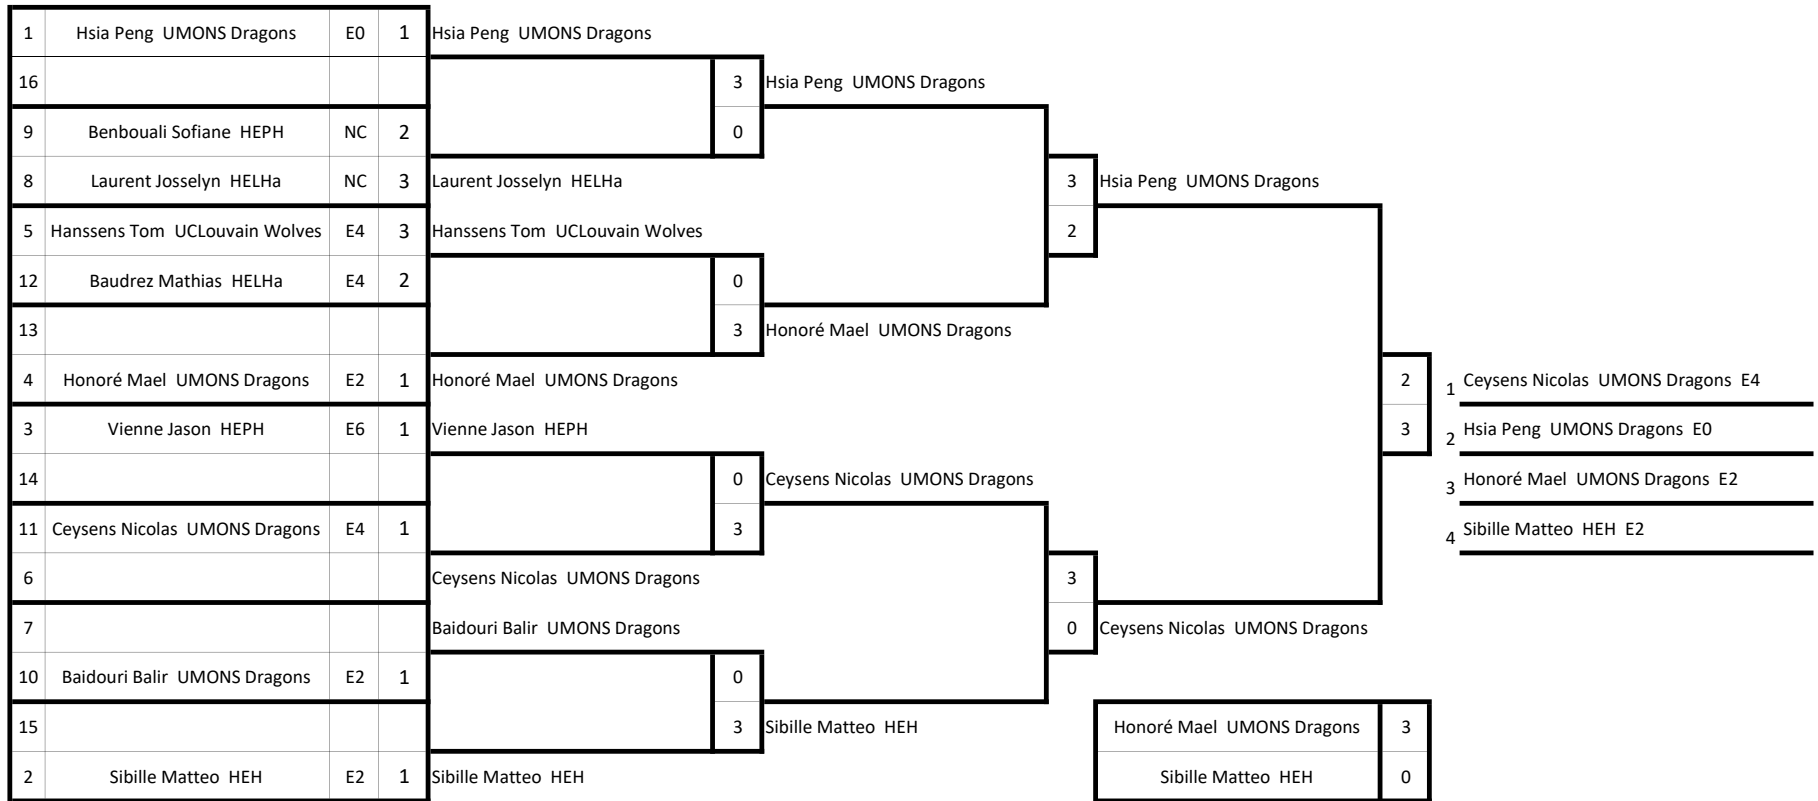 1 Hsia Peng UMONS Dragons E0 1 Hsia Peng UMONS Dragons
16 3 Hsia Peng UMONS Dragons
9 Benbouali Sofiane HEPH NC 2 0
8 Laurent Josselyn HELHa NC 3 Laurent Josselyn HELHa 3 Hsia Peng UMONS Dragons
5 Hanssens Tom UCLouvain Wolves E4 3 Hanssens Tom UCLouvain Wolves 2
12 Baudrez Mathias HELHa E4 2 0
13 3 Honoré Mael UMONS Dragons
4 Honoré Mael UMONS Dragons E2 1 Honoré Mael UMONS Dragons 2 1 Ceysens Nicolas UMONS Dragons E4
3 Vienne Jason HEPH E6 1 Vienne Jason HEPH 3 2 Hsia Peng UMONS Dragons E0
14 0 Ceysens Nicolas UMONS Dragons 3 Honoré Mael UMONS Dragons E2
11 Ceysens Nicolas UMONS Dragons E4 1 3 4 Sibille Matteo HEH E2
6 Ceysens Nicolas UMONS Dragons 3
7 Baidouri Balir UMONS Dragons 0 Ceysens Nicolas UMONS Dragons
10 Baidouri Balir UMONS Dragons E2 1 0
15 3 Sibille Matteo HEH Honoré Mael UMONS Dragons 3
2 Sibille Matteo HEH E2 1 Sibille Matteo HEH Sibille Matteo HEH 0